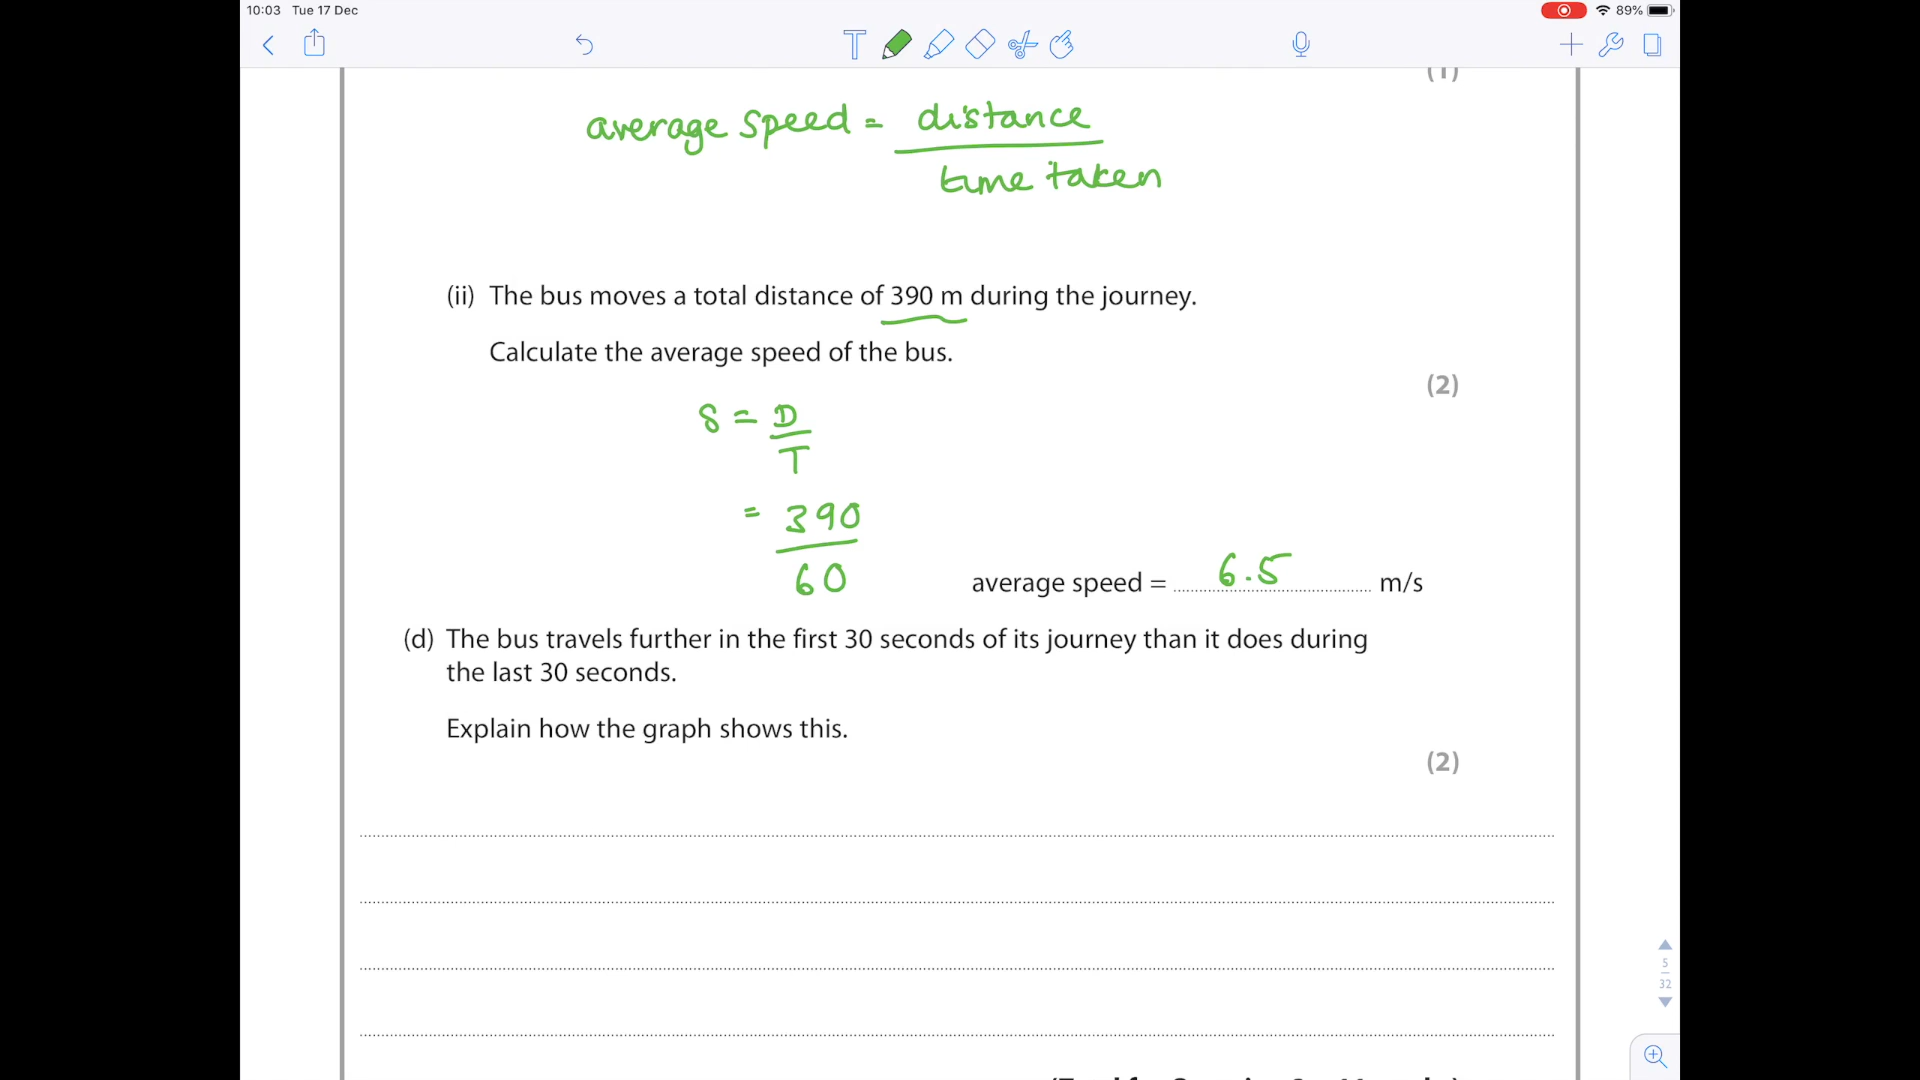 10:03 Tue 17 Dec
89%
T
(1)
average speed = distance
time taken
(ii) The bus moves a total distance of 390 m during the journey.
Calculate the average speed of the bus.
(2)
S = D
T
= 390
60
average speed = 6.5 m/s
(d) The bus travels further in the first 30 seconds of its journey than it does during
the last 30 seconds.
Explain how the graph shows this.
(2)
5
32